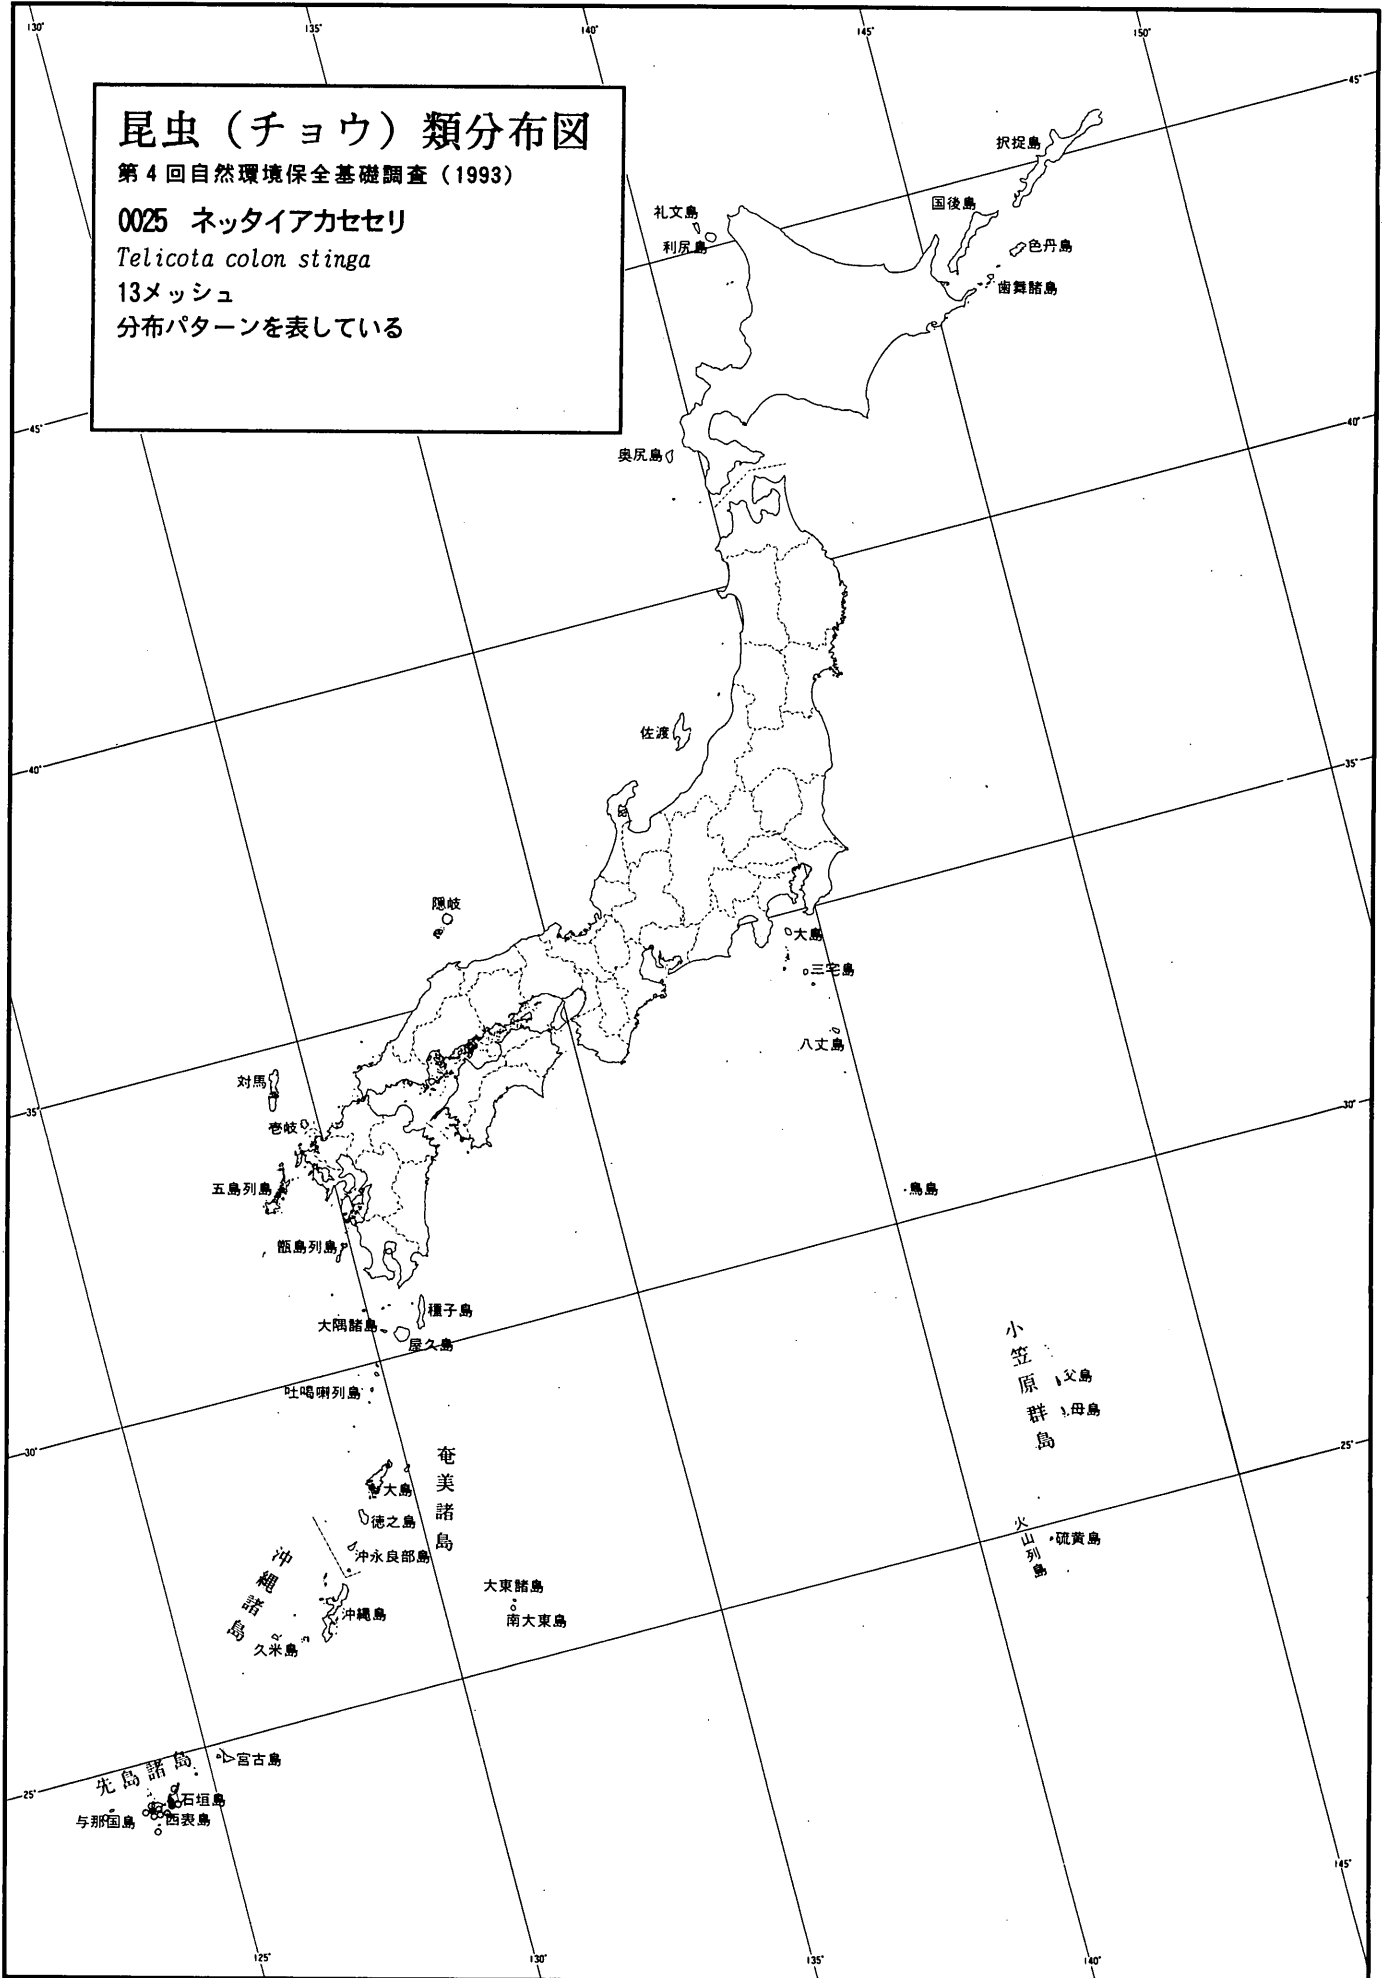 130°
135°
140°
145°
150°
45°
昆虫（チョウ）類分布図
第4回自然環境保全基礎調査（1993）
0025 ネッタイアカセセリ
Telicota colon stinga
13メッシュ
分布パターンを表している
択捉島
国後島
礼文島
利尻島
色丹島
歯舞諸島
40°
45°
奥尻島
佐渡
35°
40°
隠岐
大島
三宅島
八丈島
対馬
30°
35°
壱岐
五島列島
鳥島
甑島列島
種子島
大隅諸島
屋久島
小笠原群島
父島
吐喝喇列島
母島
25°
30°
奄美諸島
大島
徳之島
火山列島
硫黄島
沖永良部島
沖縄諸島
大東諸島
沖縄島
南大東島
久米島
宮古島
先島諸島
25°
石垣島
与那国島
西表島
145°
125°
130°
135°
140°